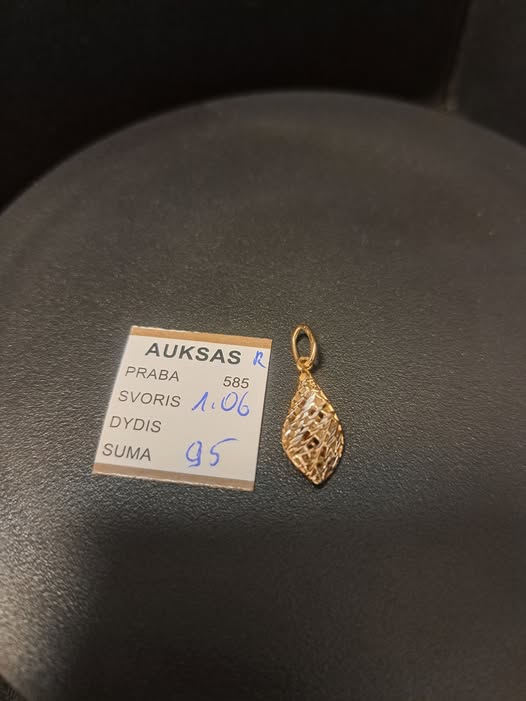 AUKSAS R
PRABA 585
SVORIS 1.06
DYDIS
SUMA 95